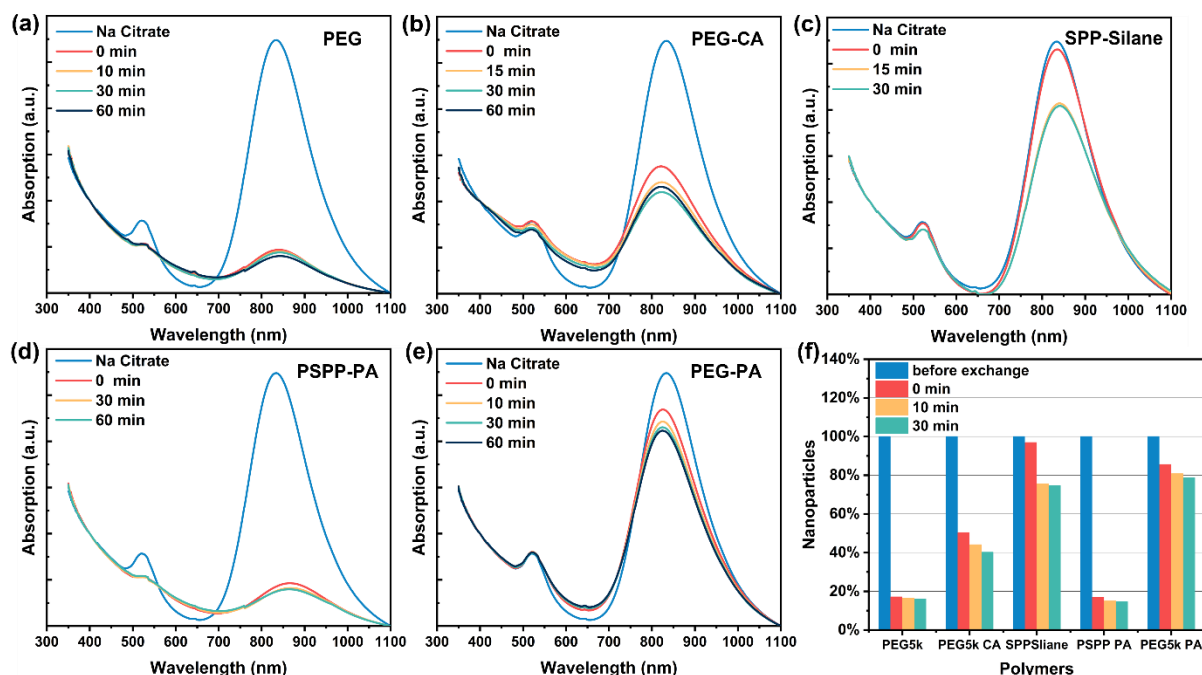 (a)
PEG
Na Citrate
0 min
10 min
30 min
60 min
Absorption (a.u.)
300 400 500 600 700 800 900 1000 1100
Wavelength (nm)
(b)
PEG-CA
Na Citrate
0 min
15 min
30 min
60 min
Absorption (a.u.)
300 400 500 600 700 800 900 1000 1100
Wavelength (nm)
(c)
SPP-Silane
Na Citrate
0 min
15 min
30 min
Absorption (a.u.)
300 400 500 600 700 800 900 1000 1100
Wavelength (nm)
(d)
PSPP-PA
Na Citrate
0 min
30 min
60 min
Absorption (a.u.)
300 400 500 600 700 800 900 1000 1100
Wavelength (nm)
(e)
PEG-PA
Na Citrate
0 min
10 min
30 min
60 min
Absorption (a.u.)
300 400 500 600 700 800 900 1000 1100
Wavelength (nm)
(f)
140%
120%
100%
80%
60%
40%
20%
0%
before exchange
0 min
10 min
30 min
Nanoparticles
PEG5k PEG5k CA SPPSliane PSPP PA PEG5k PA
Polymers